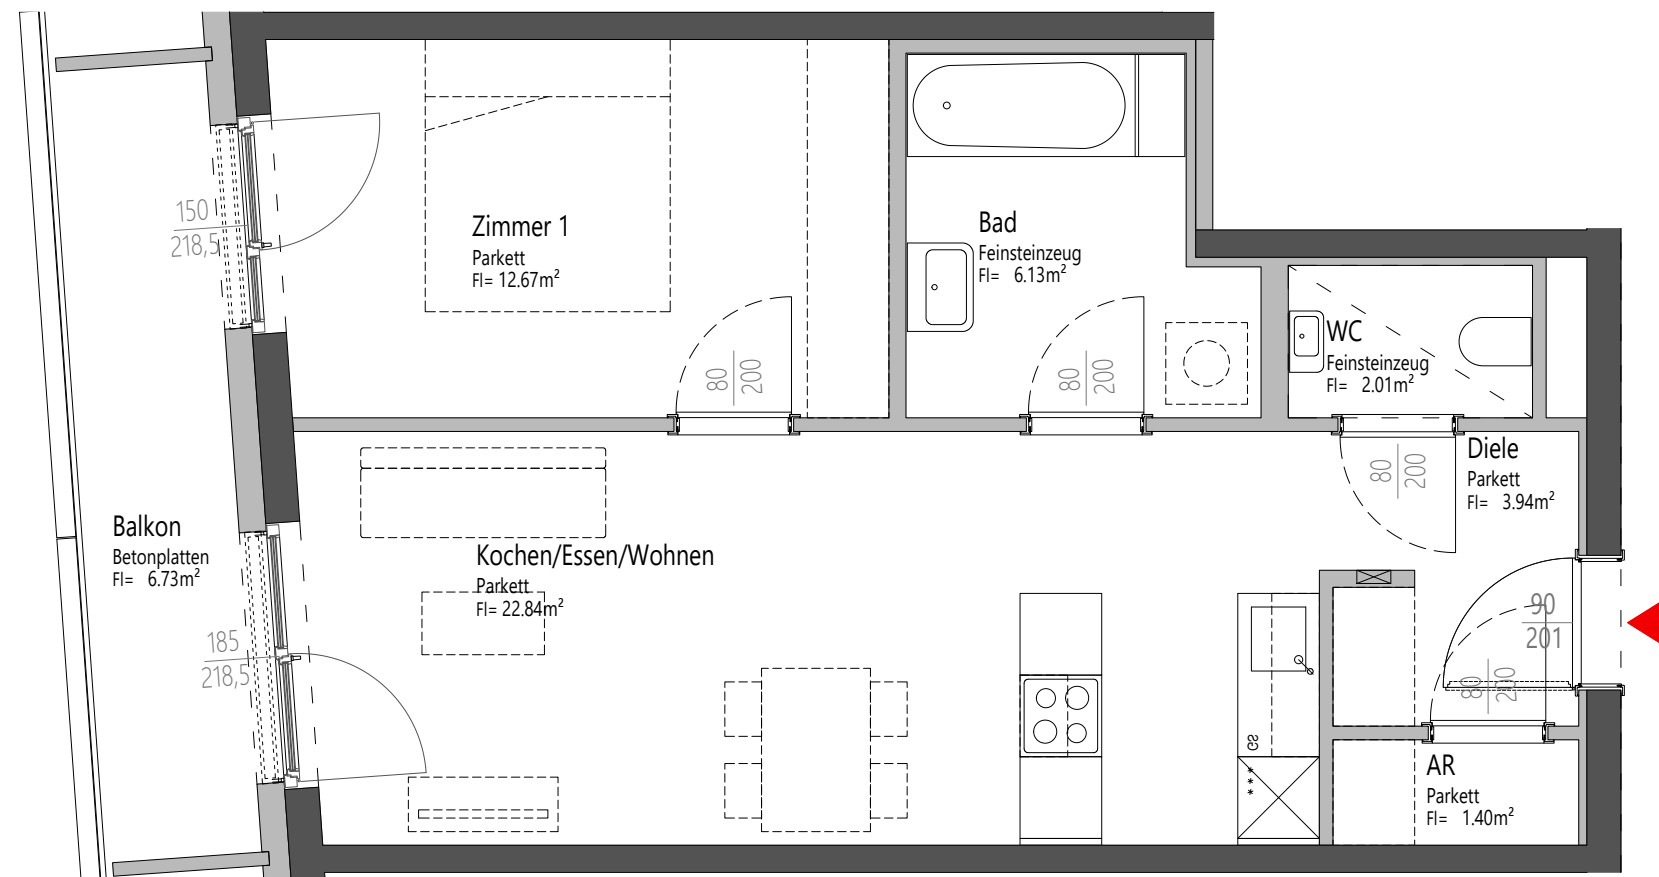 150
218,5
Zimmer 1
Parkett
Fl= 12.67m²
80
200
Bad
Feinsteinzeug
Fl= 6.13m²
80
200
WC
Feinsteinzeug
Fl= 2.01m²
80
200
Diele
Parkett
Fl= 3.94m²
Balkon
Betonplatten
Fl= 6.73m²
Kochen/Essen/Wohnen
Parkett
Fl= 22.84m²
185
218,5
90
201
80
200
GS
***
AR
Parkett
Fl= 1.40m²